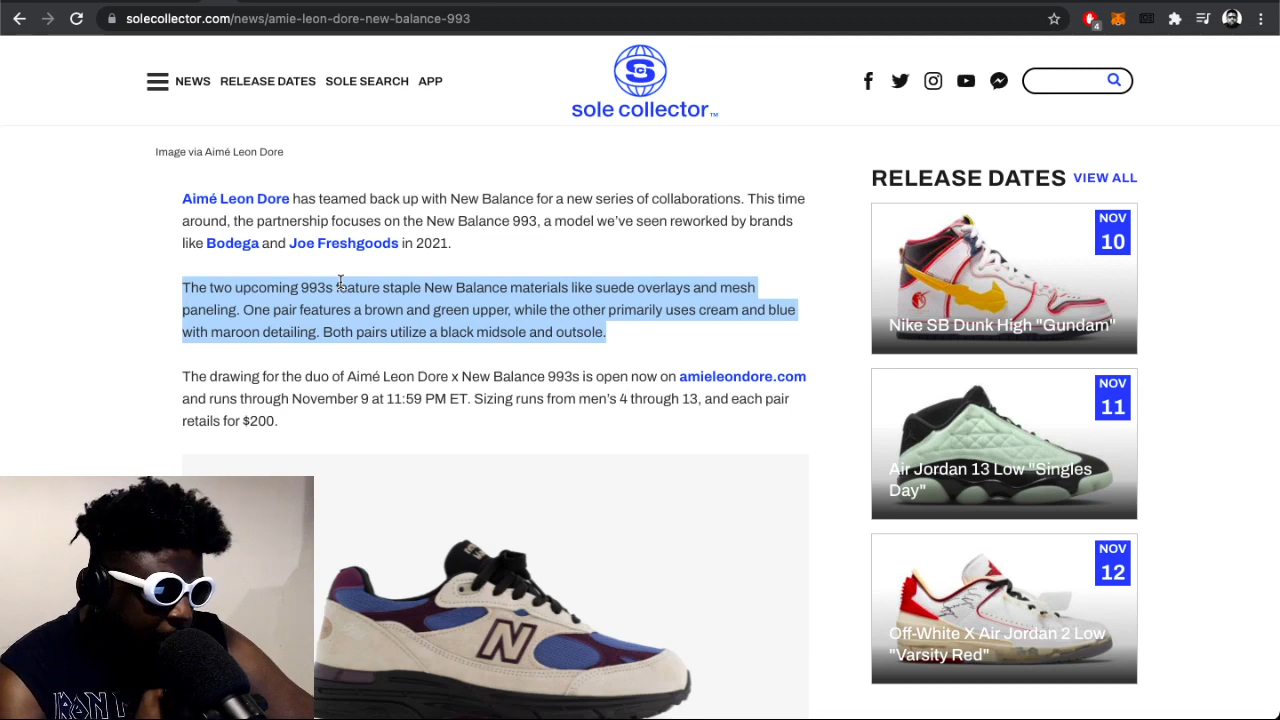 solecollector.com/news/amie-leon-dore-new-balance-993
4
NEWS RELEASE DATES SOLE SEARCH APP
S
sole collector™
Image via Aimé Leon Dore
Aimé Leon Dore has teamed back up with New Balance for a new series of collaborations. This time
around, the partnership focuses on the New Balance 993, a model we’ve seen reworked by brands
like Bodega and Joe Freshgoods in 2021.
The two upcoming 993s feature staple New Balance materials like suede overlays and mesh
paneling. One pair features a brown and green upper, while the other primarily uses cream and blue
with maroon detailing. Both pairs utilize a black midsole and outsole.
The drawing for the duo of Aimé Leon Dore x New Balance 993s is open now on amieleondore.com
and runs through November 9 at 11:59 PM ET. Sizing runs from men’s 4 through 13, and each pair
retails for $200.
N
RELEASE DATES VIEW ALL
NOV
10
Nike SB Dunk High "Gundam"
NOV
11
Air Jordan 13 Low "Singles
Day"
NOV
12
Off-White X Air Jordan 2 Low
"Varsity Red"